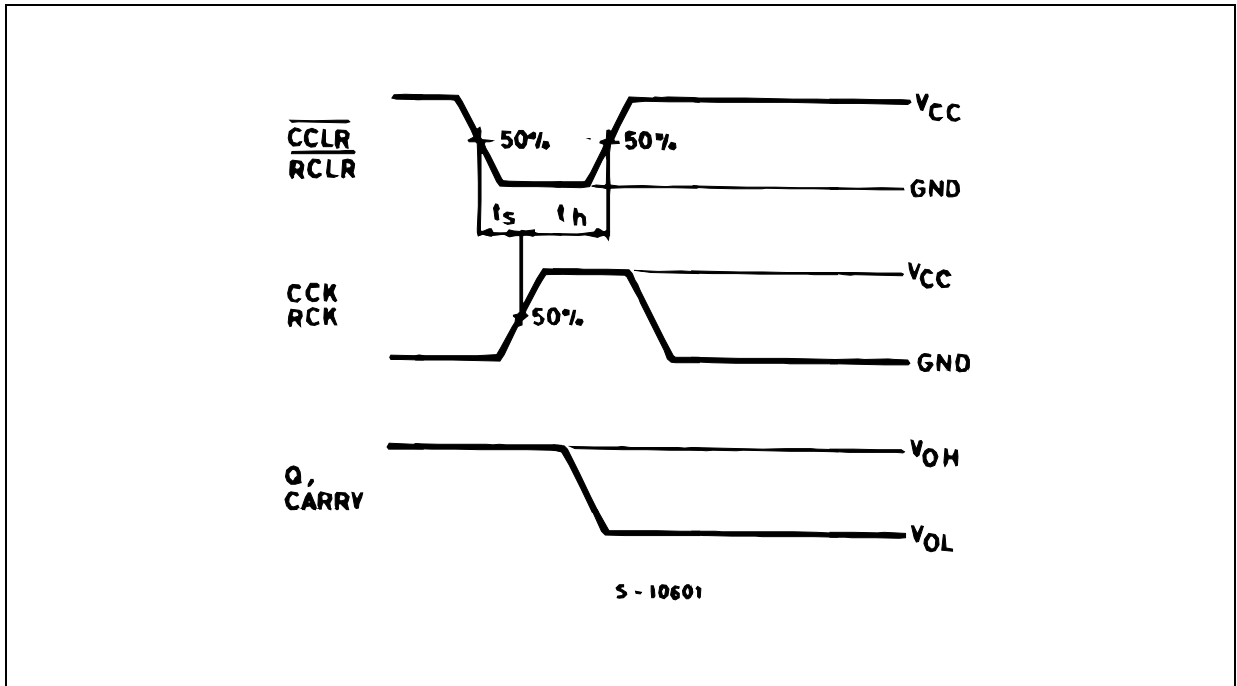 VCC
CCLR
50%
50%
RCLR
GND
ts
th
VCC
CCK
RCK
50%
GND
VOH
Q,
CARRY
VOL
S - 10601